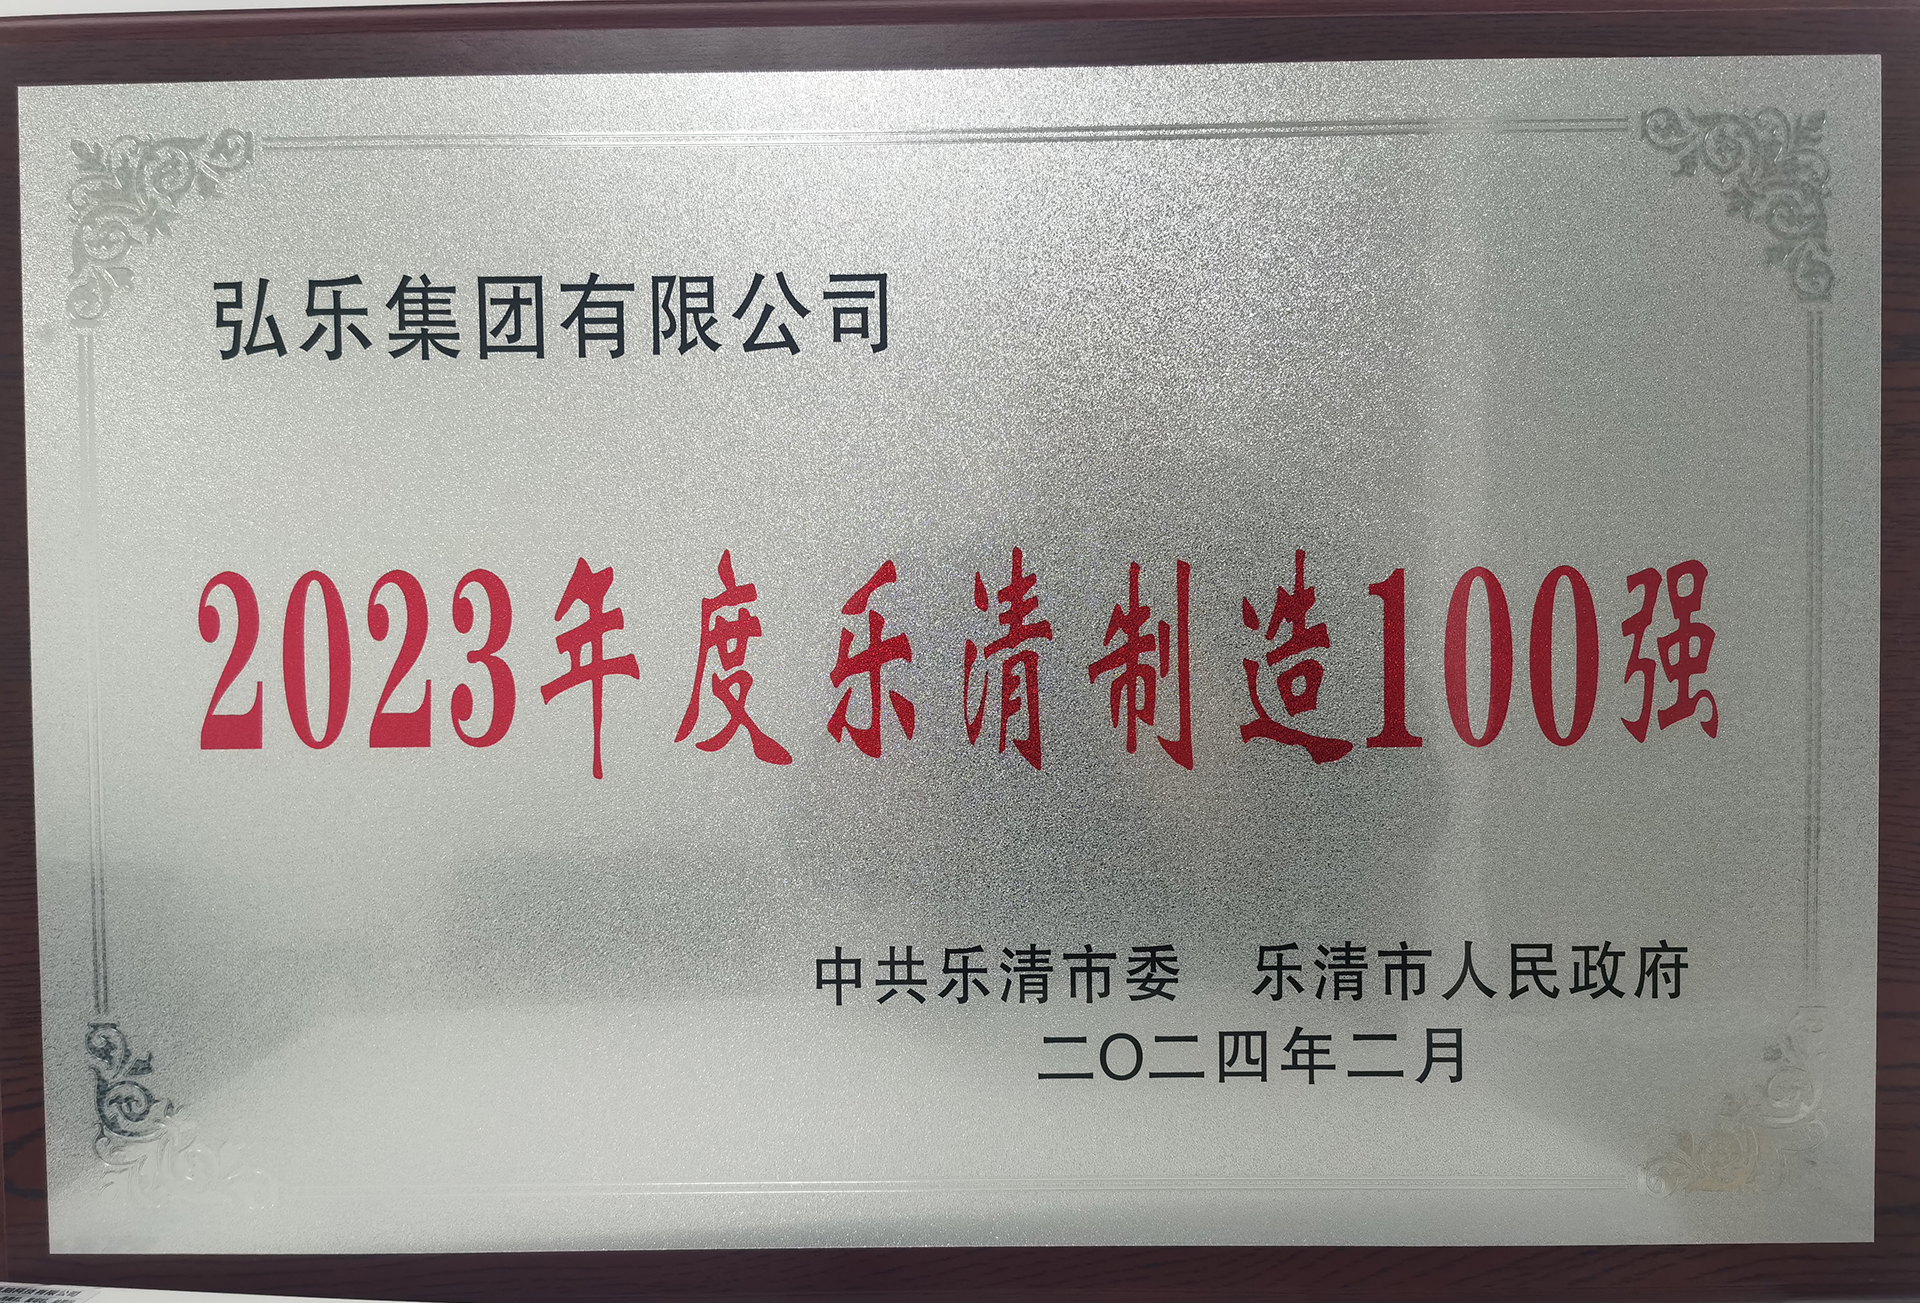 弘乐集团有限公司
2023年度乐清制造100强
中共乐清市委 乐清市人民政府
二〇二四年二月